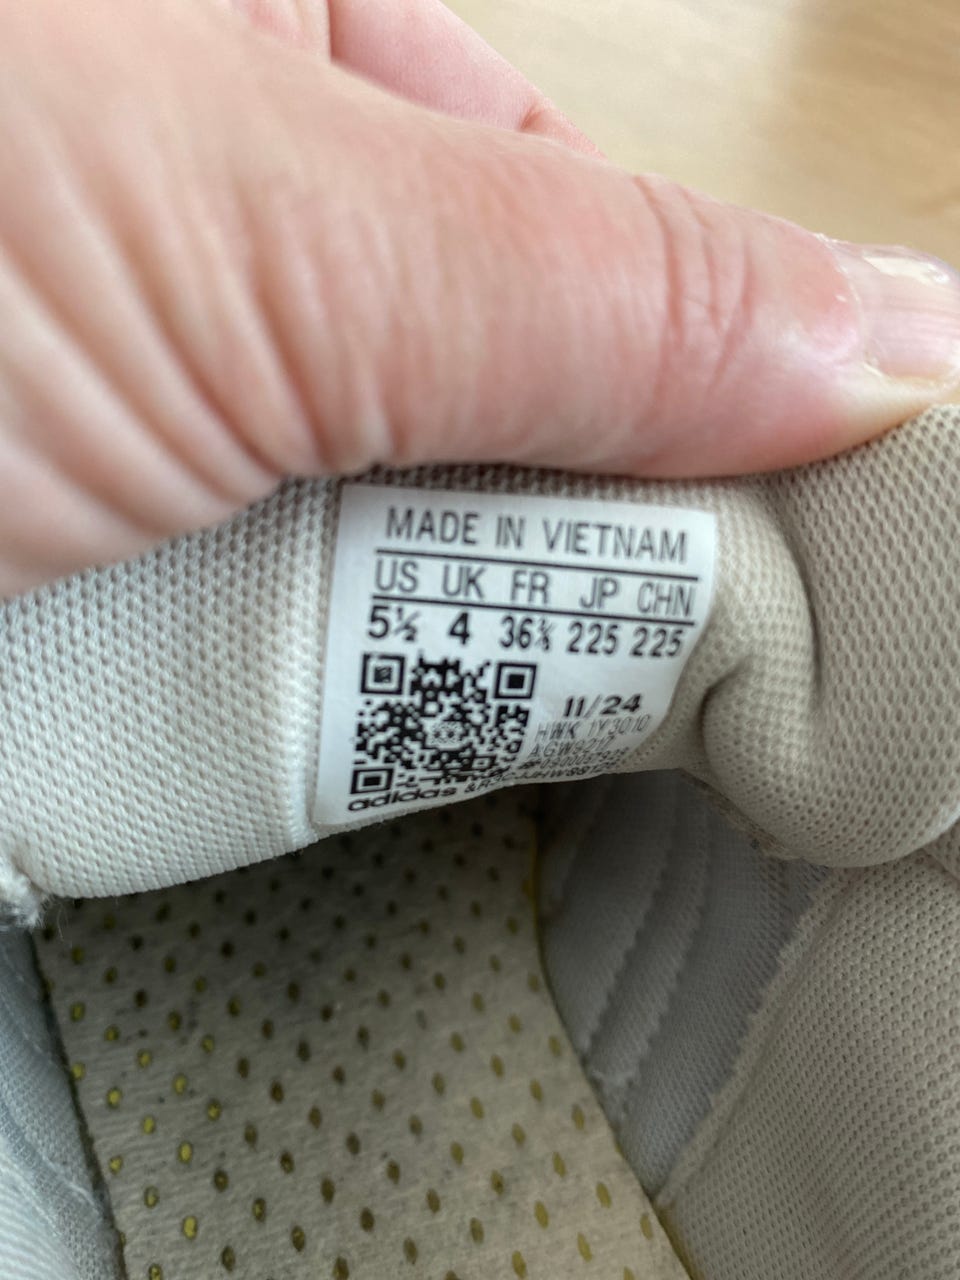 MADE IN VIETNAM
US UK FR JP CHN
5½ 4 36⅔ 225 225
11/24
HWK 1Y3010
adidas